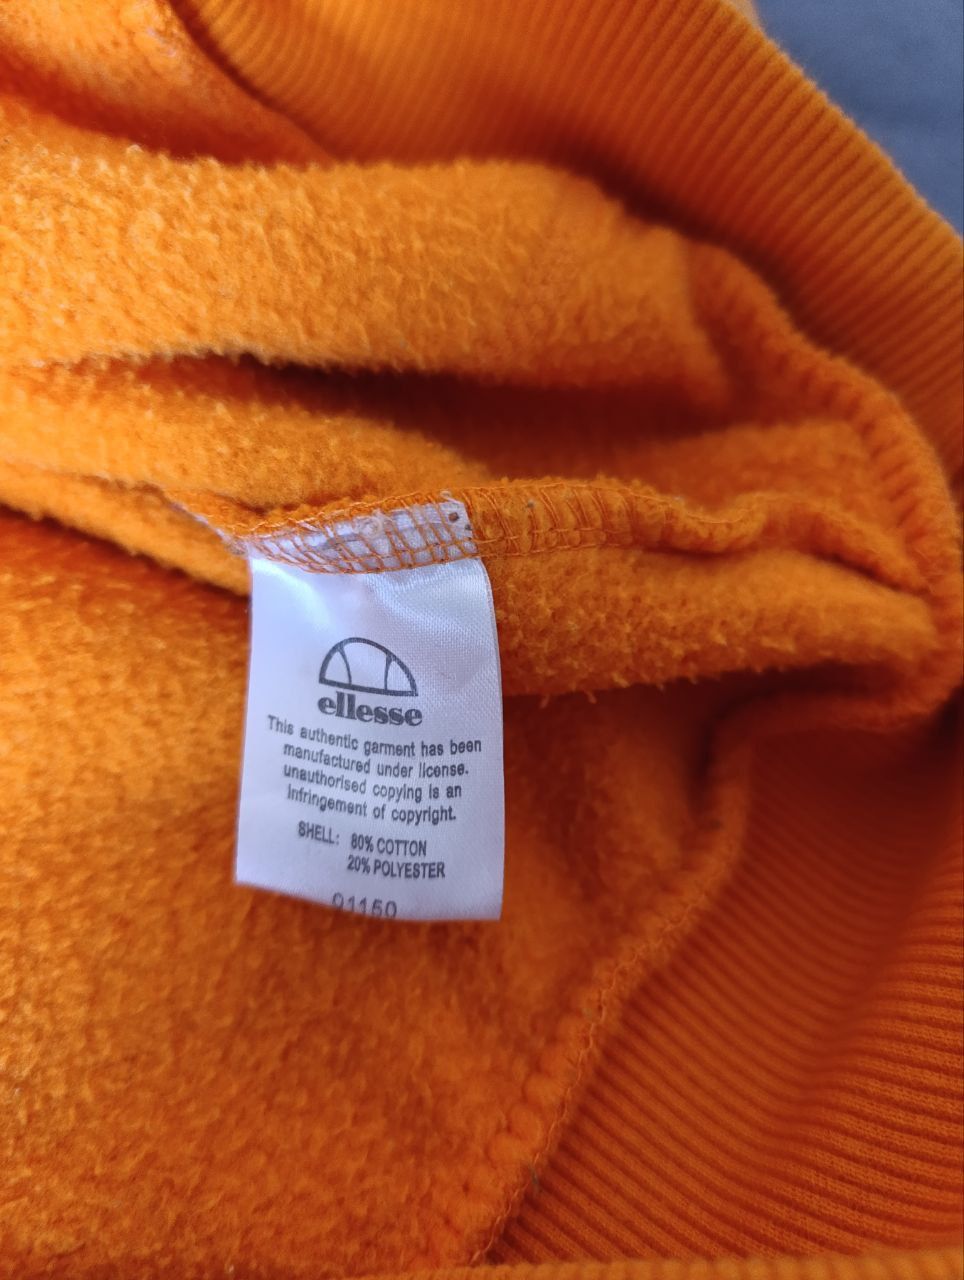 ellesse
This authentic garment has been
manufactured under license.
unauthorised copying is an
infringement of copyright.
SHELL: 80% COTTON
20% POLYESTER
01150